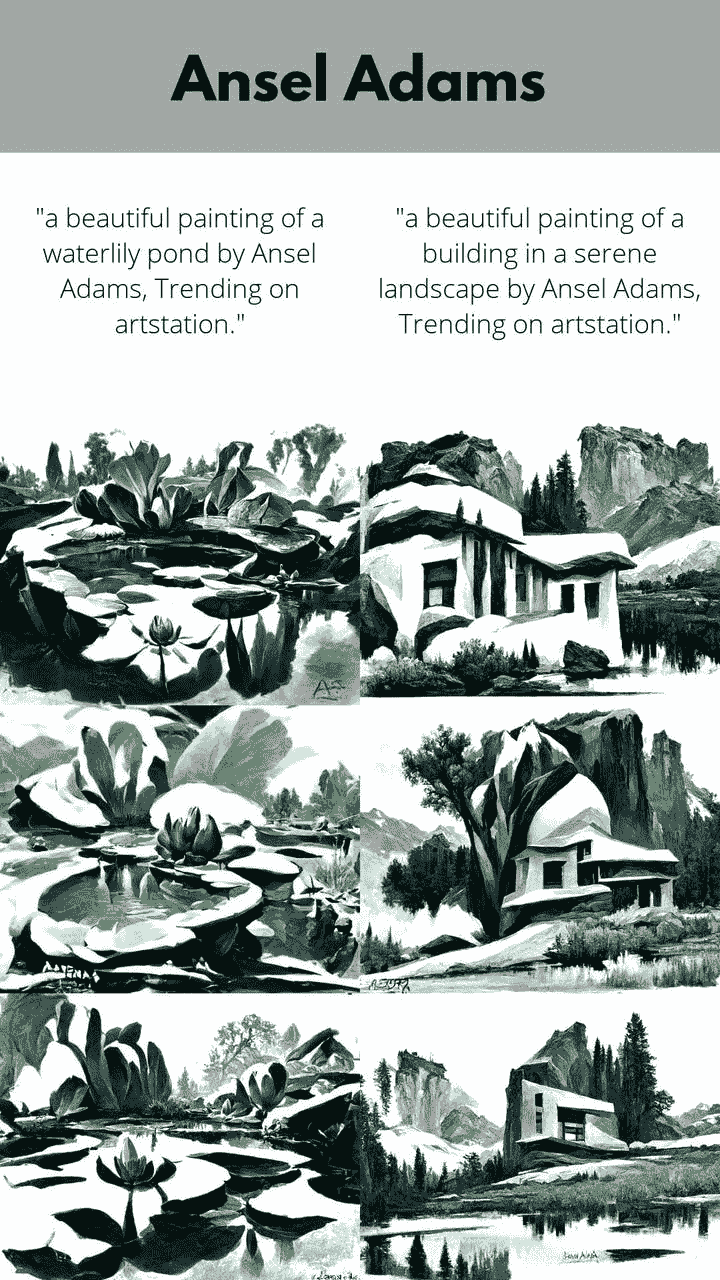 Ansel Adams
"a beautiful painting of a
waterlily pond by Ansel
Adams, Trending on
artstation."
"a beautiful painting of a
building in a serene
landscape by Ansel Adams,
Trending on artstation."